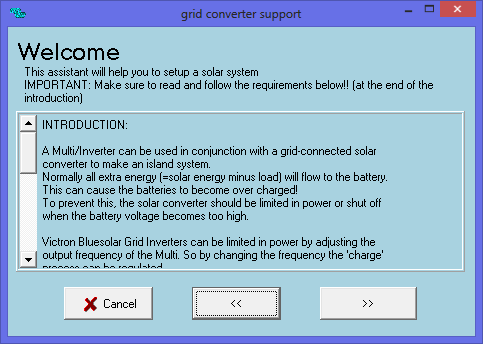 grid converter support
Welcome
This assistant will help you to setup a solar system
IMPORTANT: Make sure to read and follow the requirements below!! (at the end of the
introduction)
INTRODUCTION:
A Multi/Inverter can be used in conjunction with a grid-connected solar
converter to make an island system.
Normally all extra energy (=solar energy minus load) will flow to the battery.
This can cause the batteries to become over charged!
To prevent this, the solar converter should be limited in power or shut off
when the battery voltage becomes too high.
Victron Bluesolar Grid Inverters can be limited in power by adjusting the
output frequency of the Multi. So by changing the frequency the 'charge'
process can be regulated
Cancel
<<
>>